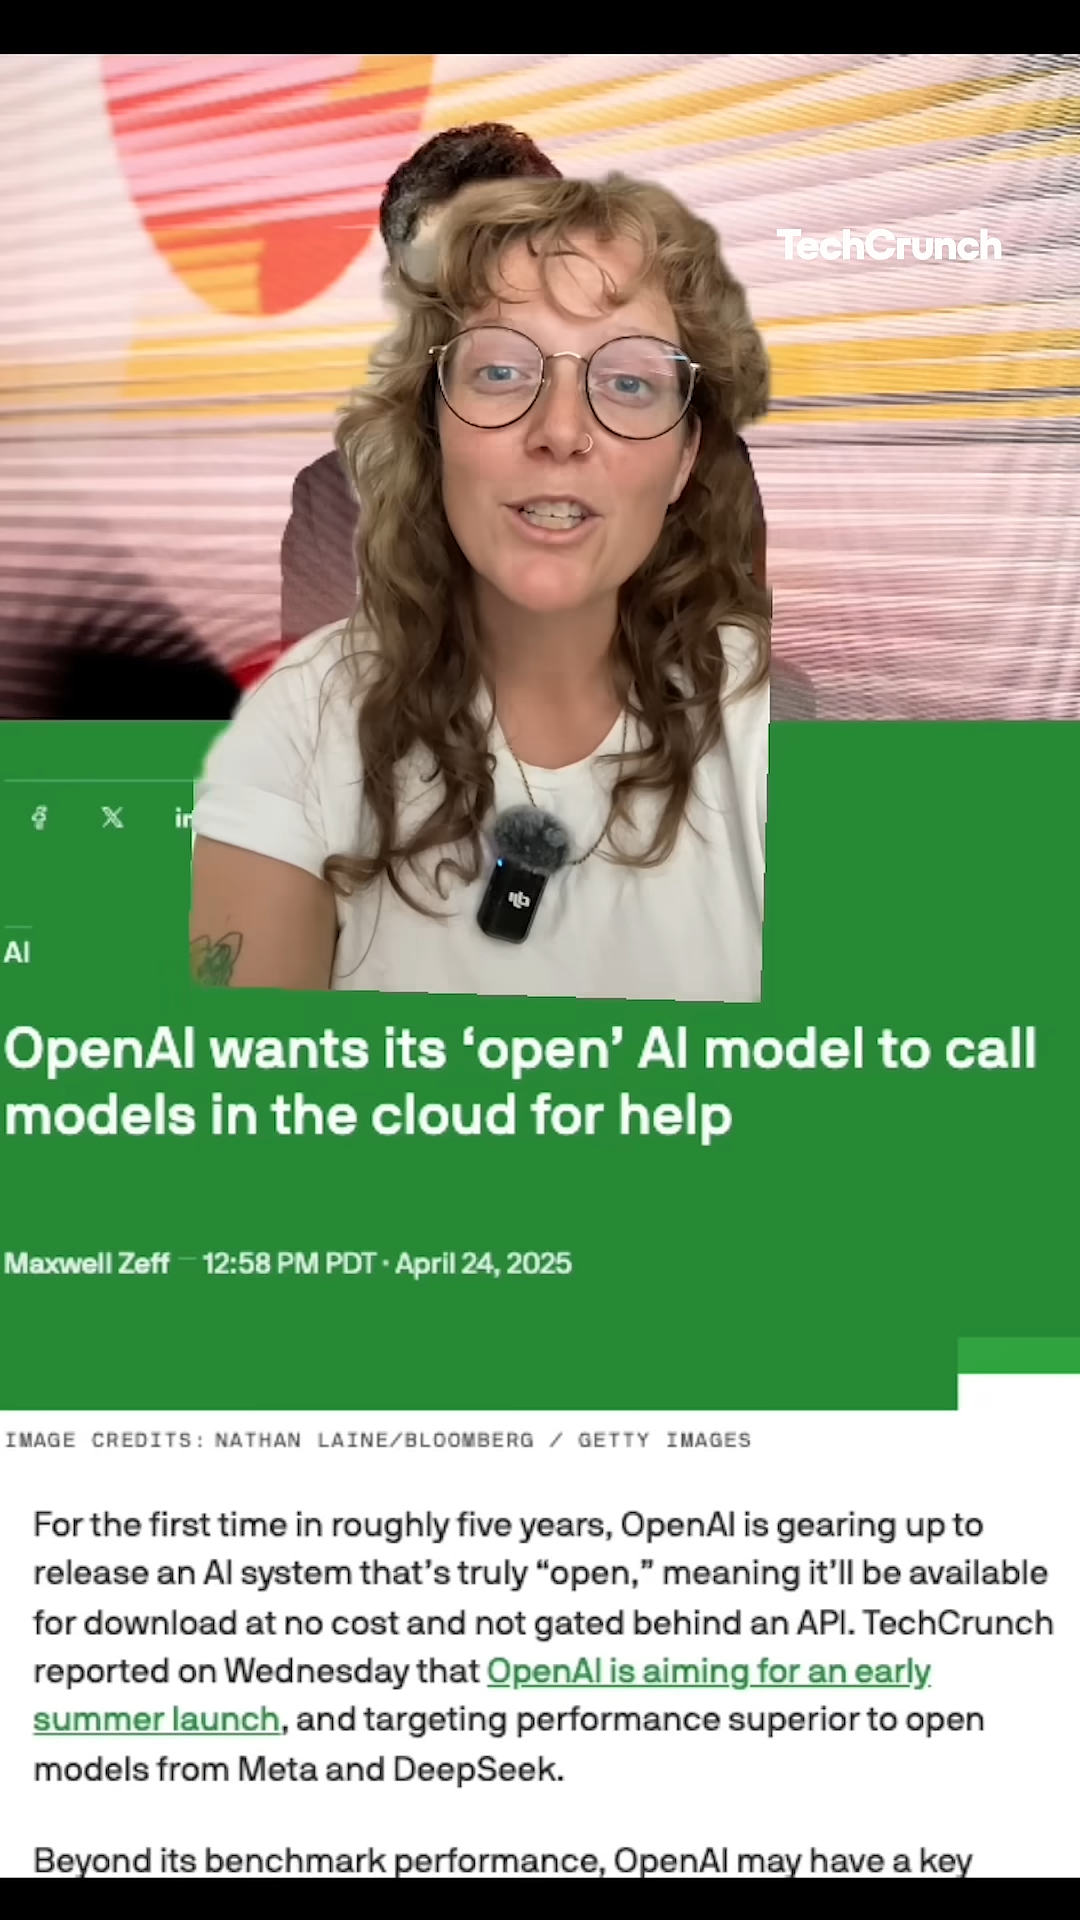 TechCrunch
in
AI
OpenAI wants its ‘open’ AI model to call
models in the cloud for help
Maxwell Zeff — 12:58 PM PDT · April 24, 2025
IMAGE CREDITS: NATHAN LAINE/BLOOMBERG / GETTY IMAGES
For the first time in roughly five years, OpenAI is gearing up to
release an AI system that’s truly “open,” meaning it’ll be available
for download at no cost and not gated behind an API. TechCrunch
reported on Wednesday that OpenAI is aiming for an early
summer launch, and targeting performance superior to open
models from Meta and DeepSeek.
Beyond its benchmark performance, OpenAI may have a key